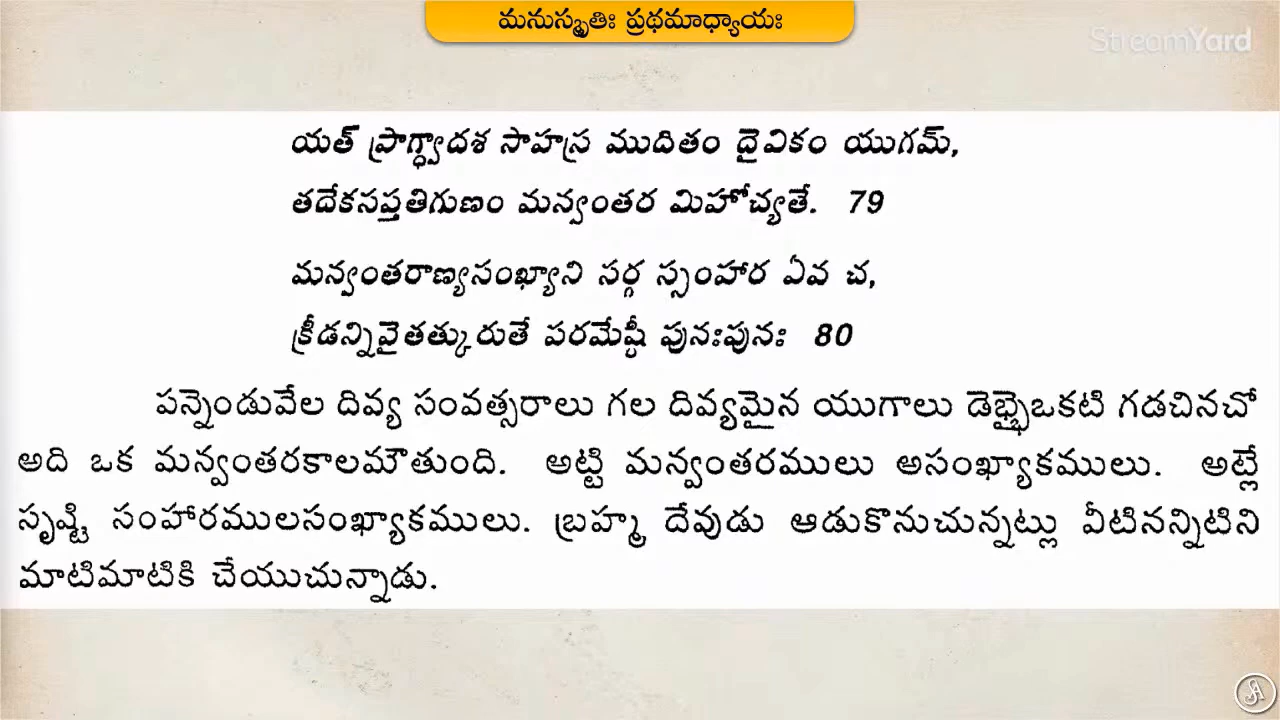 మనుస్మృతిః ప్రథమాధ్యాయః
StreamYard
యత్ ప్రాగ్ద్వాదశ సాహస్ర ముదితం దైవికం యుగమ్,
తదేకసప్తతిగుణం మన్వంతర మిహోచ్యతే. 79
మన్వంతరాణ్యసంఖ్యాని సర్గ స్సంహార ఏవ చ,
క్రీడన్నివైతత్కురుతే పరమేష్ఠీ పునఃపునః 80
పన్నెండువేల దివ్య సంవత్సరాలు గల దివ్యమైన యుగాలు డెబ్భైఒకటి గడచినచో
అది ఒక మన్వంతరకాలమౌతుంది. అట్టి మన్వంతరములు అసంఖ్యాకములు. అట్లే
సృష్టి సంహారములసంఖ్యాకములు. బ్రహ్మ దేవుడు ఆడుకొనుచున్నట్లు వీటినన్నిటిని
మాటిమాటికి చేయుచున్నాడు.